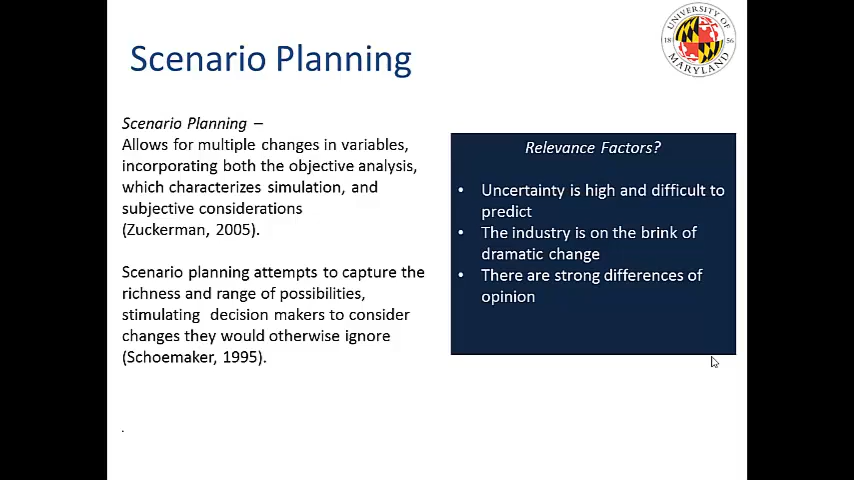 UNIVERSITY OF
18 56
MARYLAND
Scenario Planning
Scenario Planning –
Allows for multiple changes in variables,
incorporating both the objective analysis,
which characterizes simulation, and
subjective considerations
(Zuckerman, 2005).
Scenario planning attempts to capture the
richness and range of possibilities,
stimulating decision makers to consider
changes they would otherwise ignore
(Schoemaker, 1995).
.
Relevance Factors?
• Uncertainty is high and difficult to
predict
• The industry is on the brink of
dramatic change
• There are strong differences of
opinion